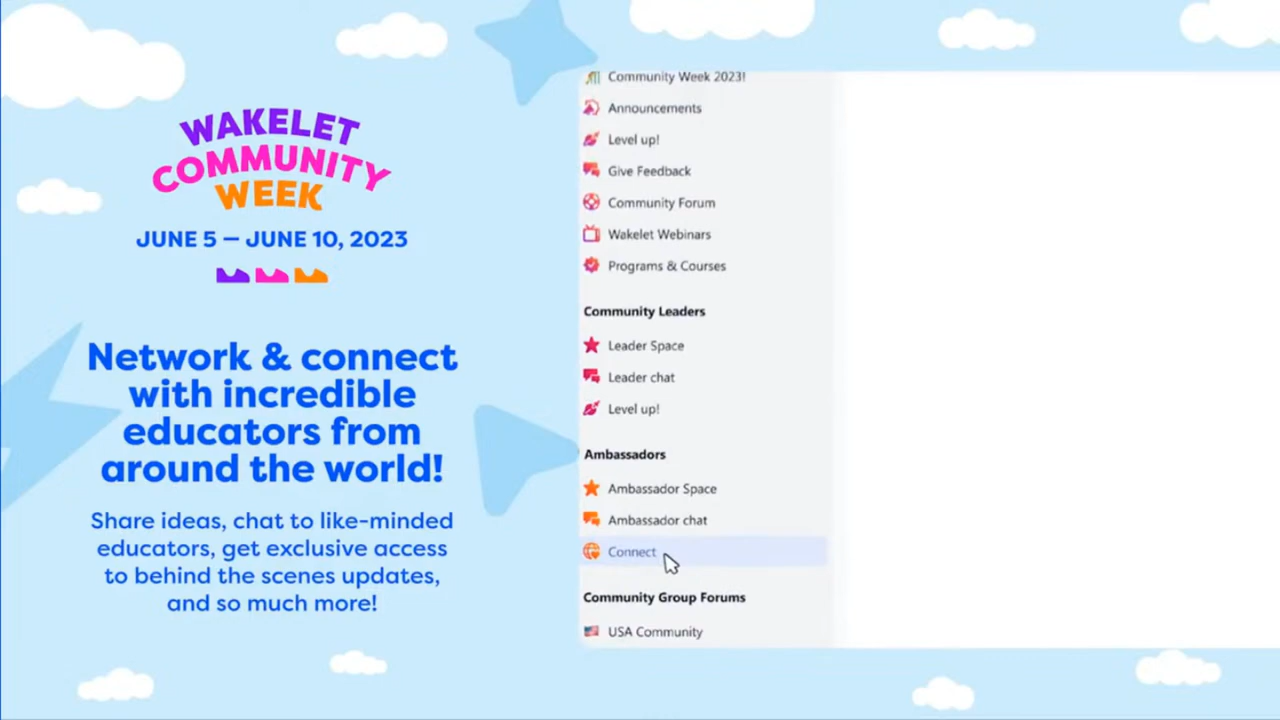 WAKELET
COMMUNITY
WEEK
JUNE 5 – JUNE 10, 2023
Network & connect
with incredible
educators from
around the world!
Share ideas, chat to like-minded
educators, get exclusive access
to behind the scenes updates,
and so much more!
Community Week 2023!
Announcements
Level up!
Give Feedback
Community Forum
Wakelet Webinars
Programs & Courses
Community Leaders
Leader Space
Leader chat
Level up!
Ambassadors
Ambassador Space
Ambassador chat
Connect
Community Group Forums
USA Community